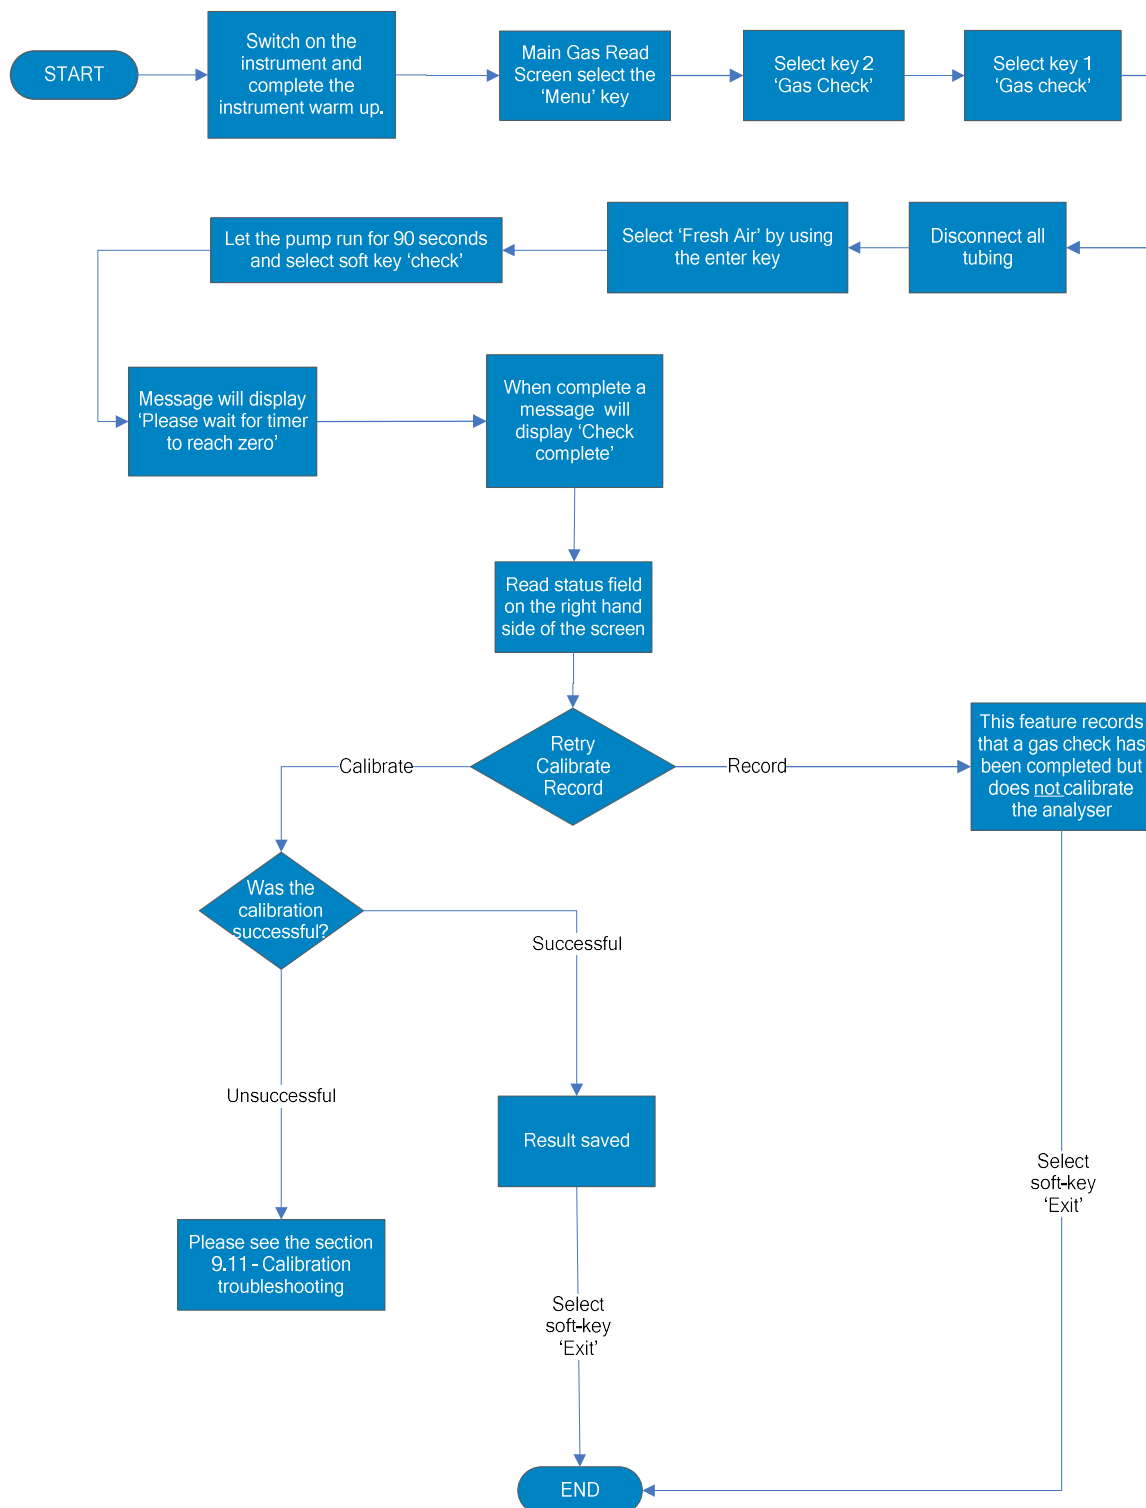 START
Switch on the
instrument and
complete the
instrument warm up.
Main Gas Read
Screen select the
‘Menu’ key
Select key 2
‘Gas Check’
Select key 1
‘Gas check’
Disconnect all
tubing
Select ‘Fresh Air’ by using
the enter key
Let the pump run for 90 seconds
and select soft key ‘check’
Message will display
‘Please wait for timer
to reach zero’
When complete a
message will
display ‘Check
complete’
Read status field
on the right hand
side of the screen
Retry
Calibrate
Record
Calibrate
Record
This feature records
that a gas check has
been completed but
does not calibrate
the analyser
Was the
calibration
successful?
Successful
Unsuccessful
Result saved
Please see the section
9.11 - Calibration
troubleshooting
Select
soft-key
‘Exit’
Select
soft-key
‘Exit’
END